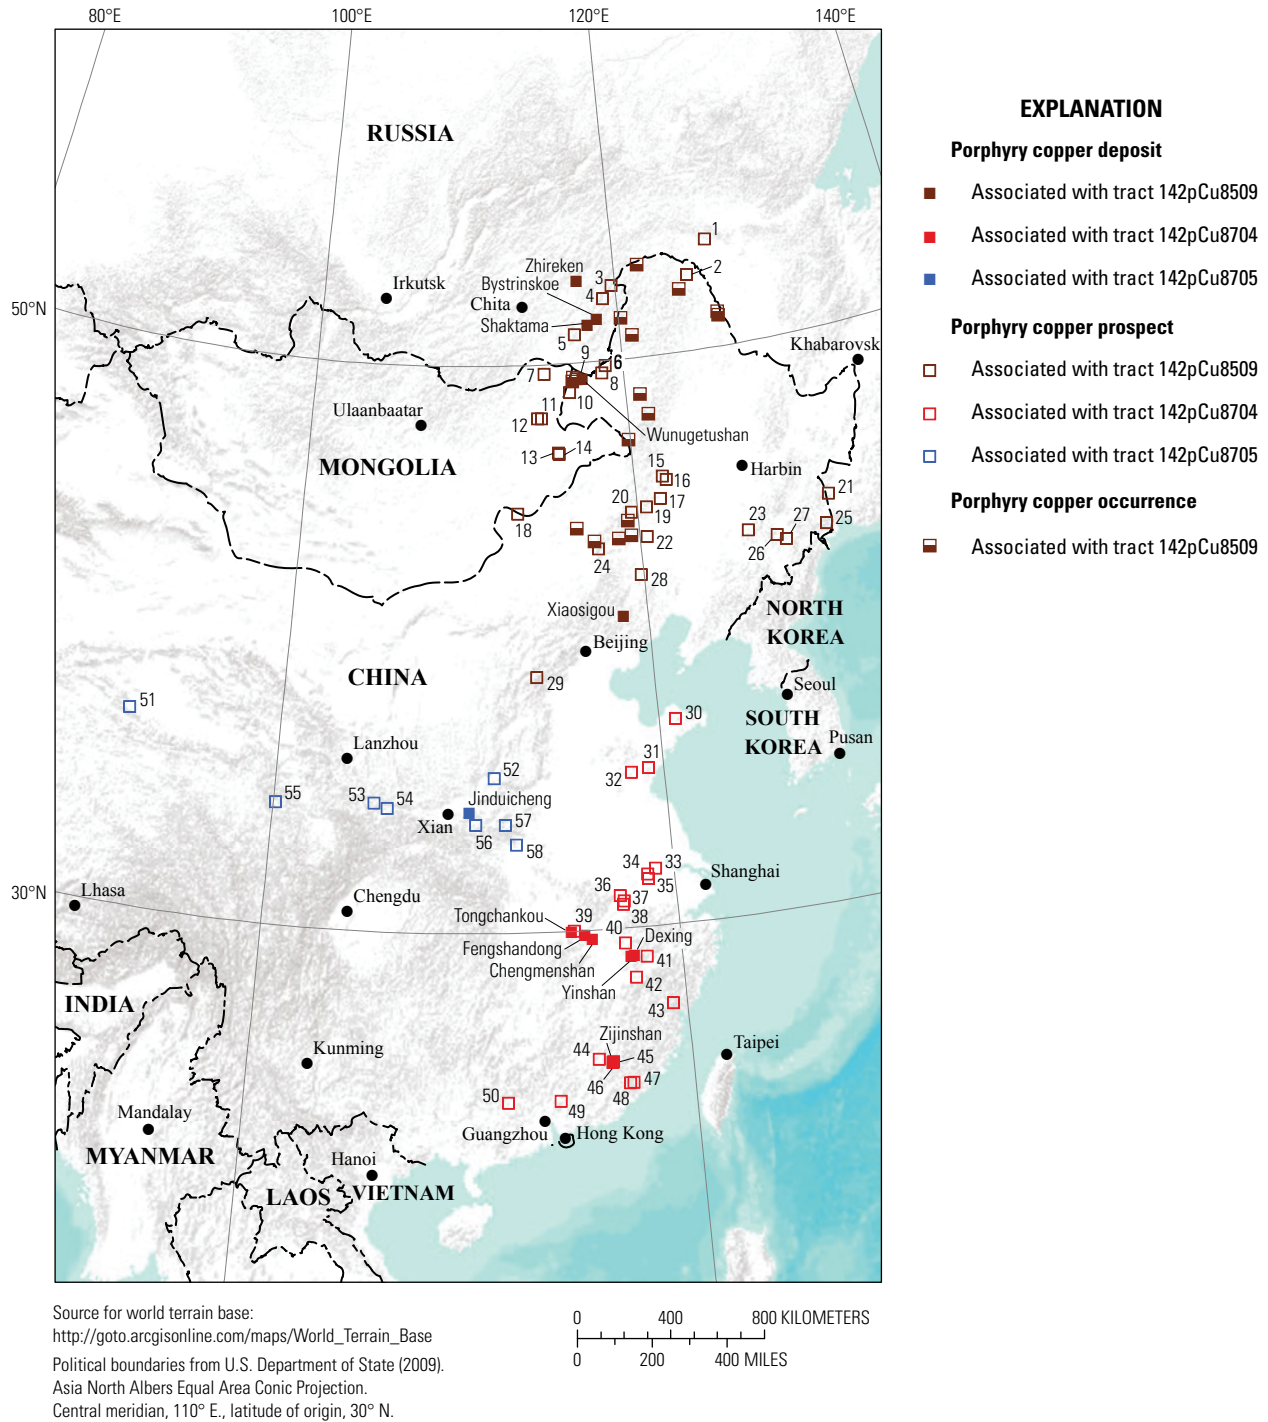 80°E
100°E
120°E
140°E
EXPLANATION
Porphyry copper deposit
Associated with tract 142pCu8509
Associated with tract 142pCu8704
Associated with tract 142pCu8705
Porphyry copper prospect
Associated with tract 142pCu8509
Associated with tract 142pCu8704
Associated with tract 142pCu8705
Porphyry copper occurrence
Associated with tract 142pCu8509
RUSSIA
1
Zhireken
2
Irkutsk
Bystrinskoe
3
50°N
Chita
4
Shaktama
5
Khabarovsk
9
6
7
8
10
11
Ulaanbaatar
12
Wunugetushan
14
13
MONGOLIA
15
Harbin
16
21
20
17
18
19
23
27
25
22
26
24
28
Xiaosigou
NORTH
KOREA
Beijing
CHINA
29
51
Seoul
30
SOUTH
KOREA
Pusan
Lanzhou
31
32
52
55
53
54
Jinduicheng
Xian
56
57
58
34
33
Shanghai
35
30°N
Lhasa
Chengdu
36
37
38
Tongchankou
39
40
Dexing
Fengshandong
41
Chengmenshan
42
Yinshan
43
INDIA
Zijinshan
44
45
Taipei
Kunming
46
47
50
48
49
Mandalay
Guangzhou
Hong Kong
MYANMAR
Hanoi
LAOS
VIETNAM
Source for world terrain base:
http://goto.arcgisonline.com/maps/World_Terrain_Base
Political boundaries from U.S. Department of State (2009).
Asia North Albers Equal Area Conic Projection.
Central meridian, 110° E., latitude of origin, 30° N.
0 400 800 KILOMETERS
0 200 400 MILES